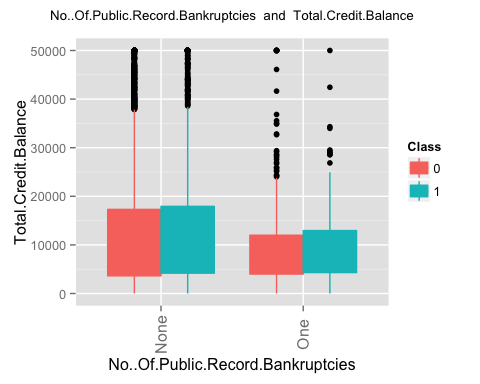 No..Of.Public.Record.Bankruptcies and Total.Credit.Balance
Total.Credit.Balance
50000
40000
30000
20000
10000
0
None
One
No..Of.Public.Record.Bankruptcies
Class
0
1